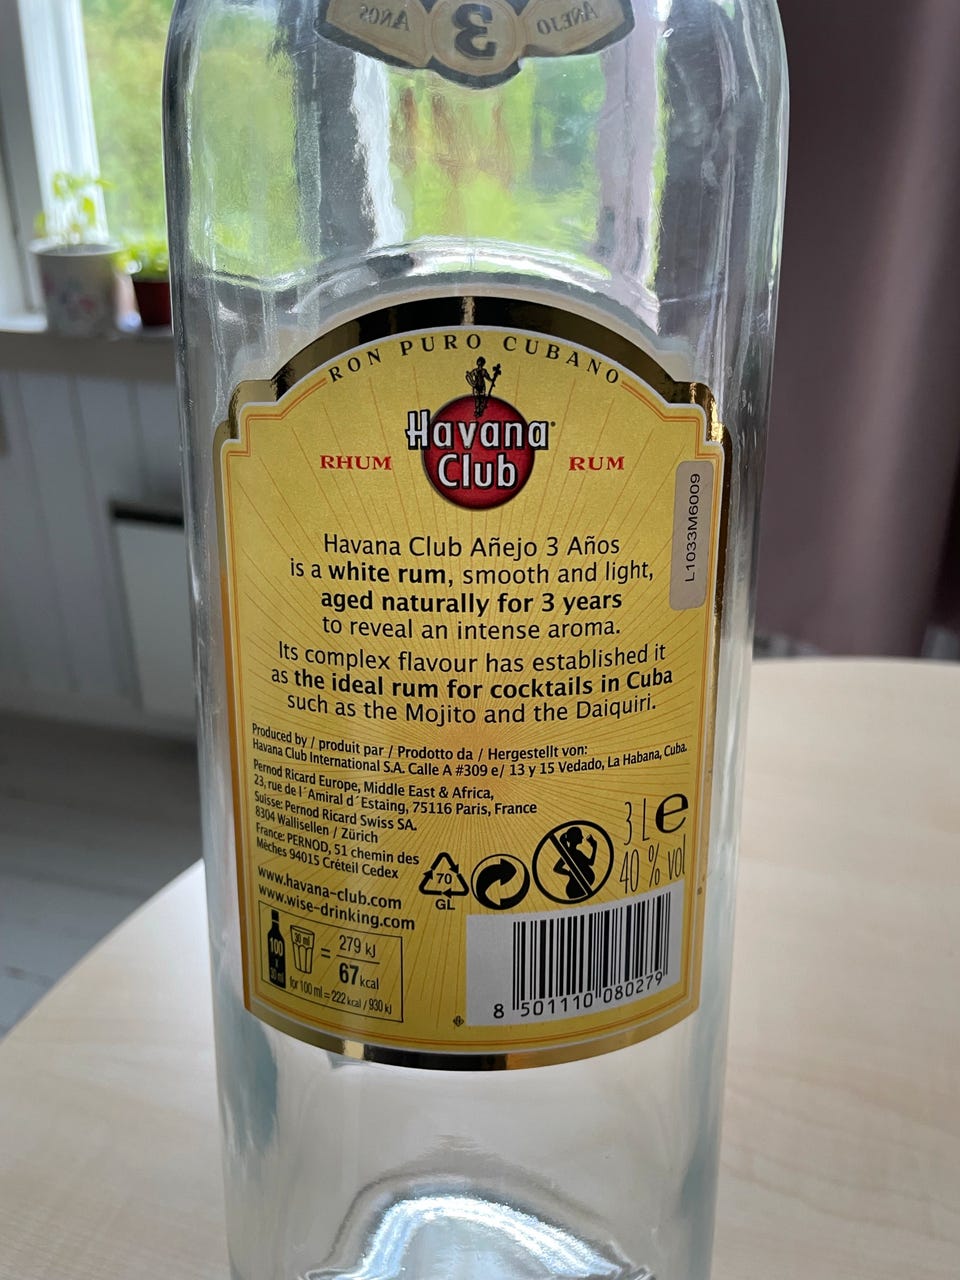 AÑEJO 3 AÑOS
RON PURO CUBANO
Havana
Club
RHUM RUM
L1033M6009
Havana Club Añejo 3 Años
is a white rum, smooth and light,
aged naturally for 3 years
to reveal an intense aroma.
Its complex flavour has established it
as the ideal rum for cocktails in Cuba
such as the Mojito and the Daiquiri.
Produced by / produit par / Prodotto da / Hergestellt von:
Havana Club International S.A. Calle A #309 e/ 13 y 15 Vedado, La Habana, Cuba.
Pernod Ricard Europe, Middle East & Africa,
23, rue de l´Amiral d´Estaing, 75116 Paris, France
Suisse: Pernod Ricard Swiss SA.
8304 Wallisellen / Zürich
France: PERNOD, 51 chemin des
Mèches 94015 Créteil Cedex
www.havana-club.com
www.wise-drinking.com
70
GL
3 L e
40 % vol
100
x
30 ml
30 ml
= 279 kJ
67 kcal
for 100 ml = 222 kcal / 930 kJ
8 501110 080279